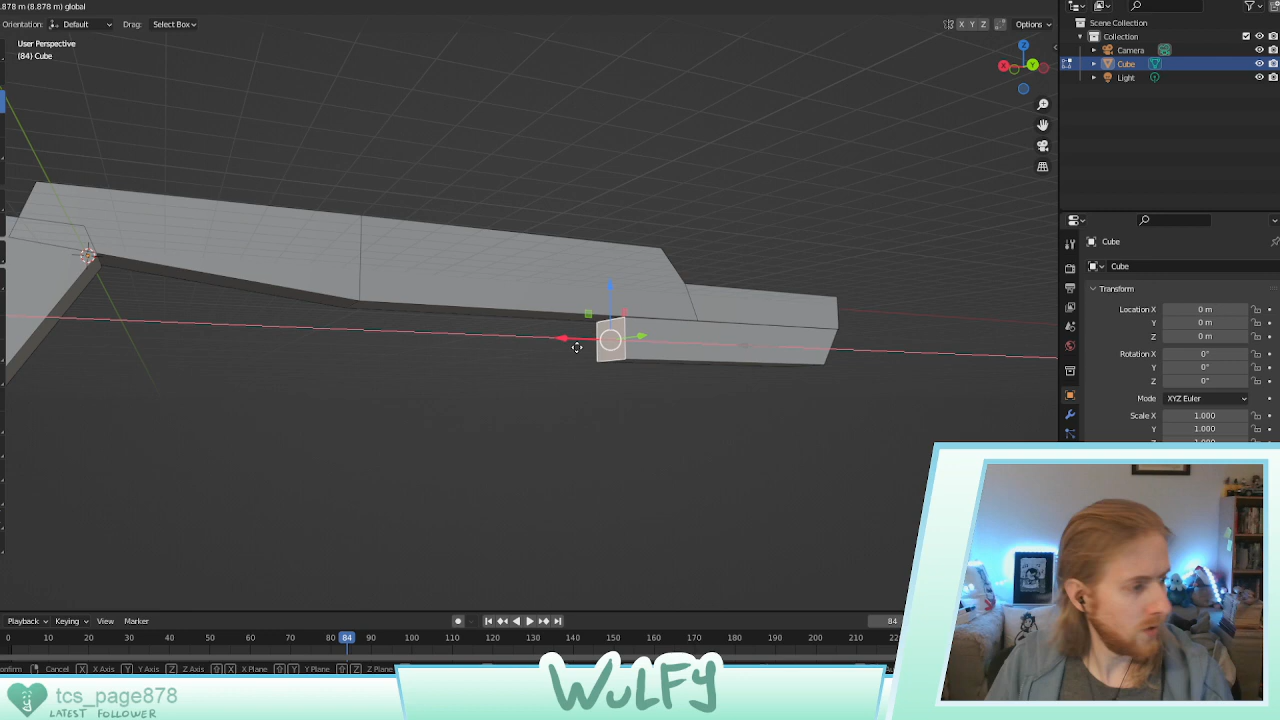 .878 m (8.878 m) global
Orientation: Default Drag: Select Box X Y Z Options
User Perspective
(84) Cube
X Y Z
Scene Collection
Collection
Camera
Cube
Light
Cube
Cube
Transform
Location X 0 m
Y 0 m
Z 0 m
Rotation X 0°
Y 0°
Z 0°
Mode XYZ Euler
Scale X 1.000
Y 1.000
Playback Keying View Marker 84
0 10 20 30 40 50 60 70 80 84 90 100 110 120 130 140 150 160 170 180 190 200 210
onfirm Cancel X X Axis Y Y Axis Z Z Axis X X Plane Y Y Plane Z Z Plane
tcs_page878
LATEST FOLLOWER
WULFY